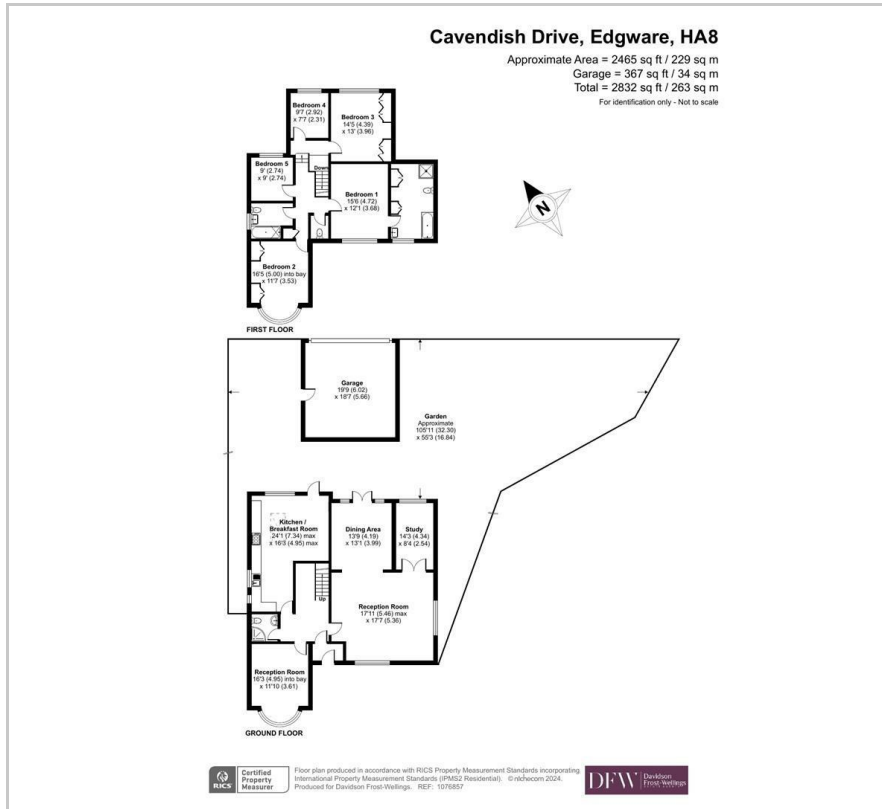 Cavendish Drive, Edgware, HA8
Approximate Area = 2465 sq ft / 229 sq m
Garage = 367 sq ft / 34 sq m
Total = 2832 sq ft / 263 sq m
For identification only - Not to scale
Bedroom 4
9'7 (2.92)
x 7'7 (2.31)
Bedroom 3
14'5 (4.39)
x 13' (3.96)
Bedroom 5
9' (2.74)
x 9' (2.74)
Down
Bedroom 1
15'6 (4.72)
x 12'1 (3.68)
N
Bedroom 2
16'5 (5.00) into bay
x 11'7 (3.53)
FIRST FLOOR
Garage
19'9 (6.02)
x 18'7 (5.66)
Garden
Approximate
105'11 (32.30)
x 55'3 (16.84)
Kitchen /
Breakfast Room
24'1 (7.34) max
x 16'3 (4.95) max
Dining Area
13'9 (4.19)
x 13'1 (3.99)
Study
14'3 (4.34)
x 8'4 (2.54)
Up
Reception Room
17'11 (5.46) max
x 17'7 (5.36)
Reception Room
16'3 (4.95) into bay
x 11'10 (3.61)
GROUND FLOOR
RICS
Certified
Property
Measurer
Floor plan produced in accordance with RICS Property Measurement Standards incorporating
International Property Measurement Standards (IPMS2 Residential). © nichecom 2024.
Produced for Davidson Frost-Wellings. REF: 1076857
DFW
Davidson
Frost-Wellings